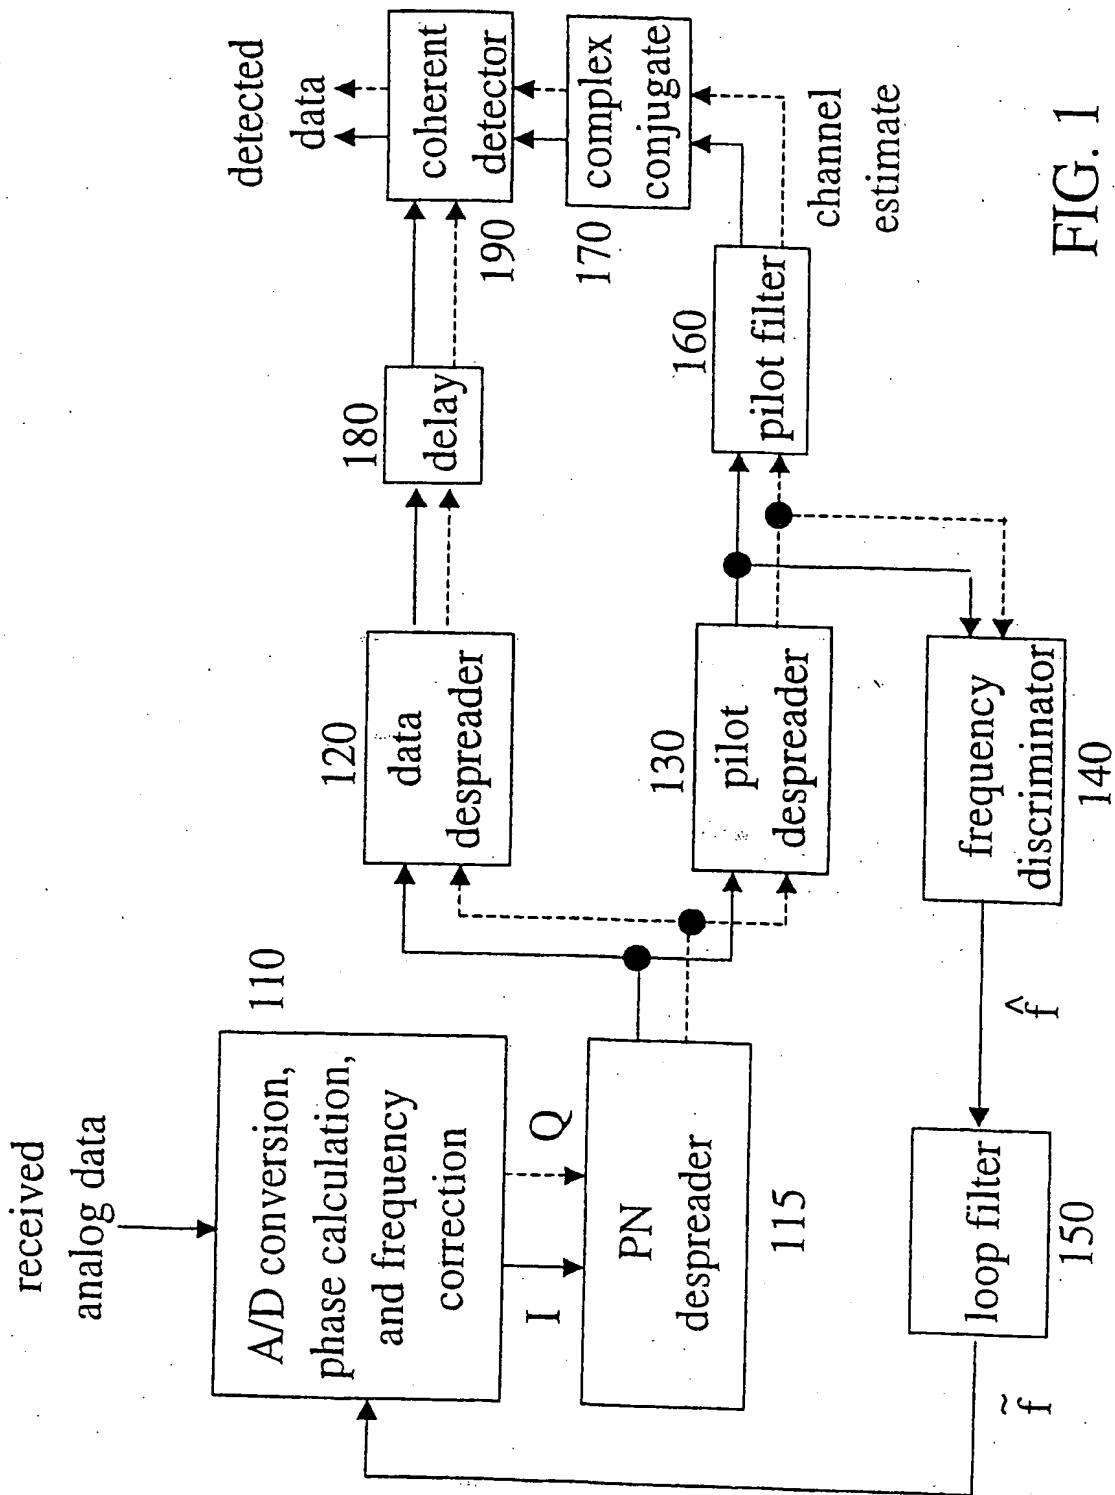 received
analog data
A/D conversion,
phase calculation,
and frequency
correction
110
I
Q
PN
despreader
115
120
data
despreader
130
pilot
despreader
180
delay
160
pilot filter
detected
data
coherent
detector
190
complex
conjugate
170
channel
estimate
frequency
discriminator
140
f̂
loop filter
150
f̃
FIG. 1